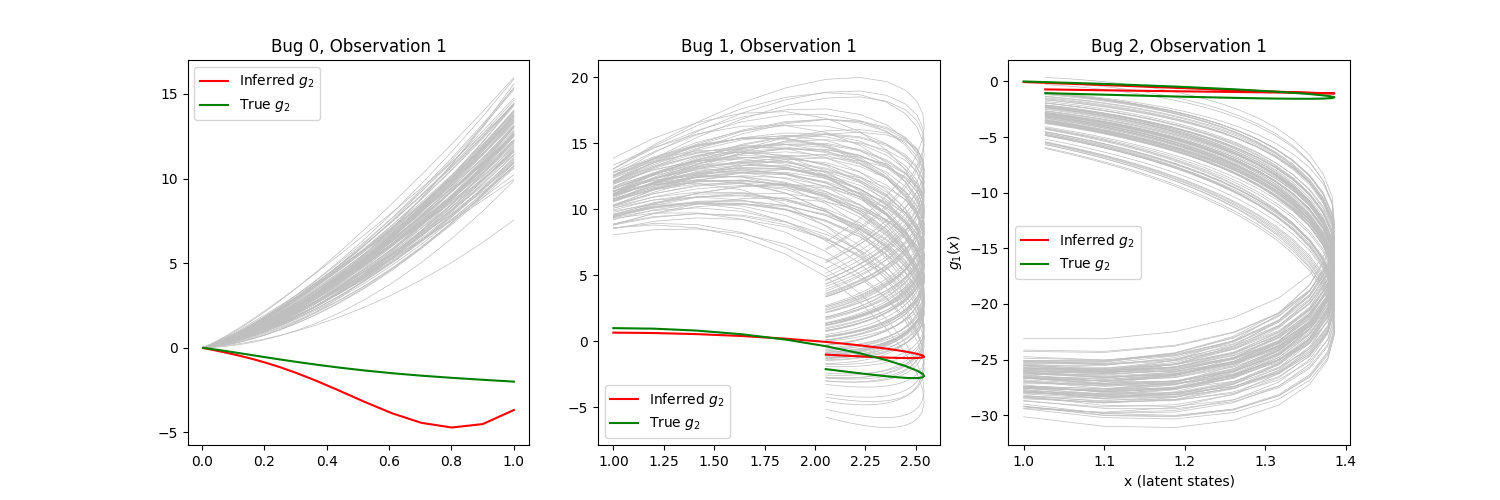 Bug 0, Observation 1
Inferred g₂
True g₂
15
10
5
0
−5
0.0 0.2 0.4 0.6 0.8 1.0
Bug 1, Observation 1
20
15
10
5
0
−5
Inferred g₂
True g₂
1.00 1.25 1.50 1.75 2.00 2.25 2.50
Bug 2, Observation 1
g₁(x)
0
−5
−10
−15
−20
−25
−30
Inferred g₂
True g₂
1.0 1.1 1.2 1.3 1.4
x (latent states)